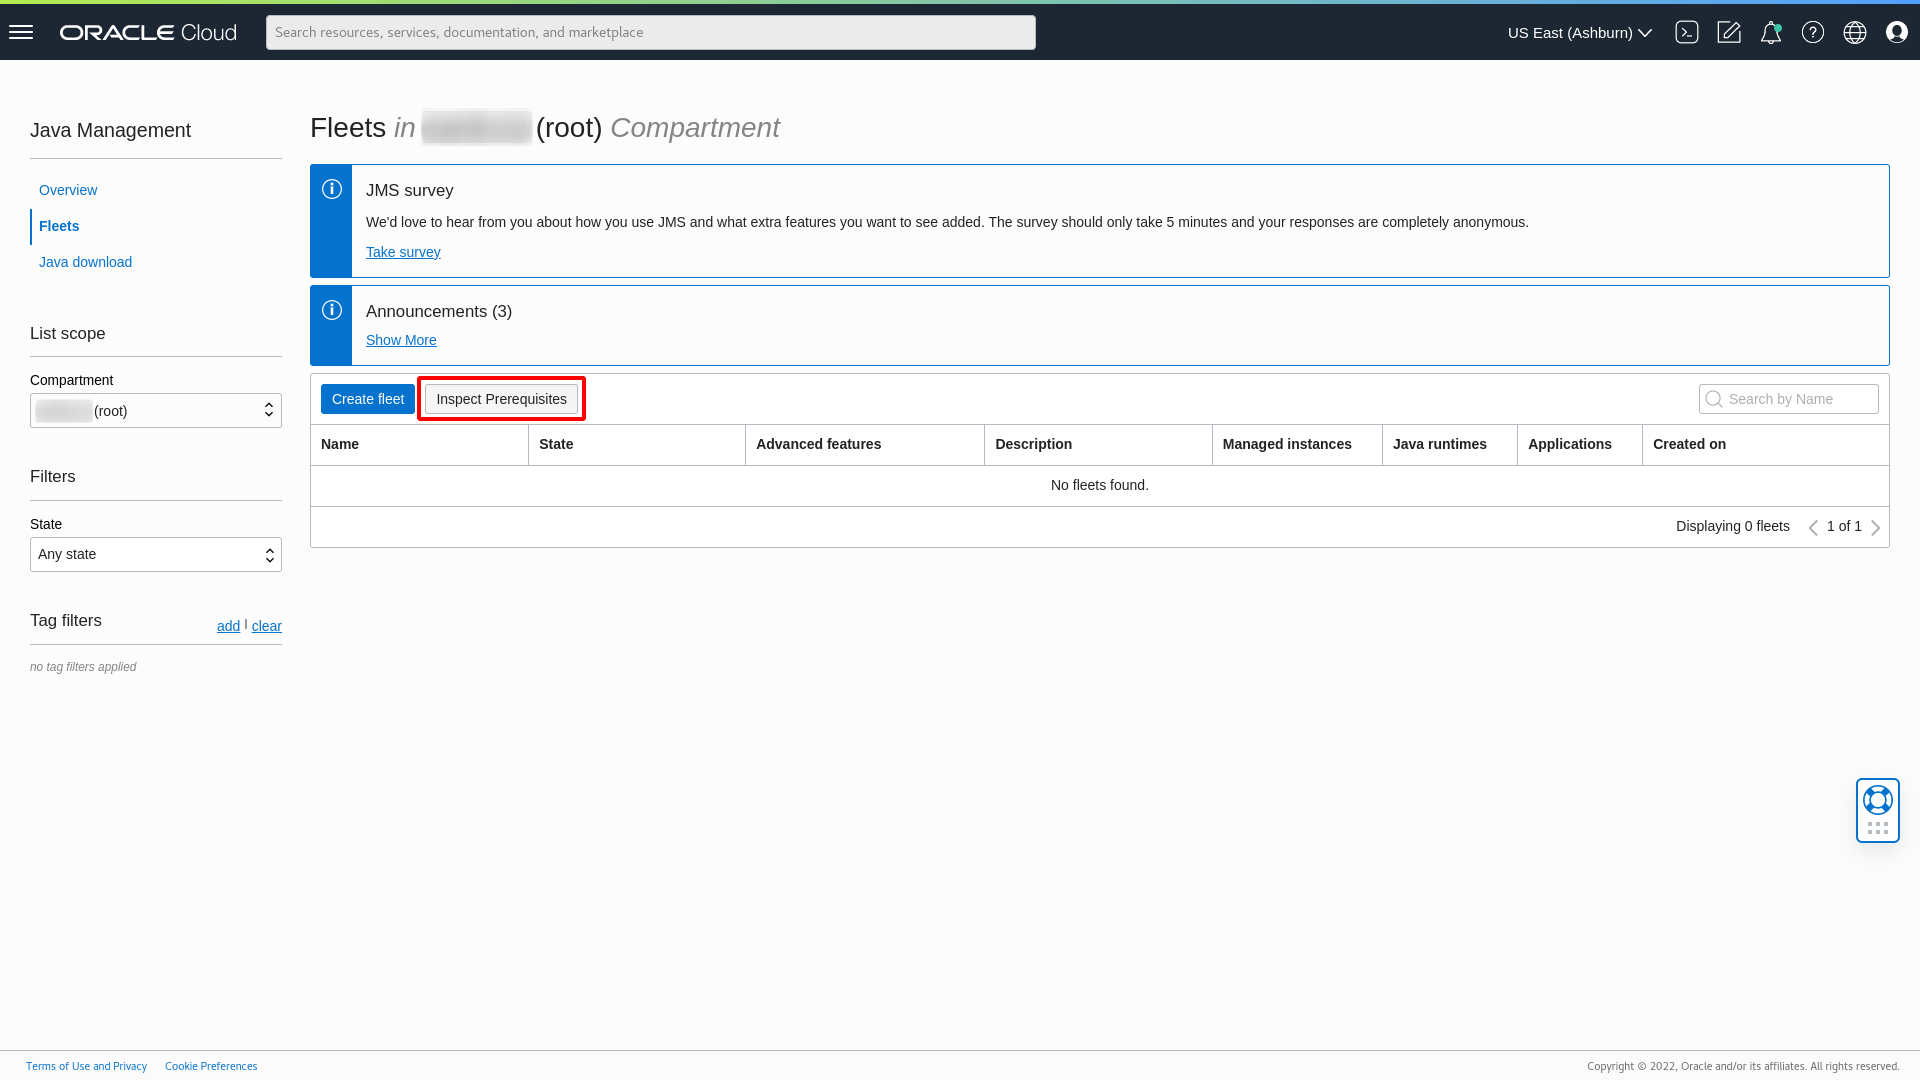 ORACLE Cloud
Search resources, services, documentation, and marketplace
US East (Ashburn)
Java Management
Overview
Fleets
Java download
List scope
Compartment
(root)
Filters
State
Any state
Tag filters
add | clear
no tag filters applied
Fleets in (root) Compartment
JMS survey
We'd love to hear from you about how you use JMS and what extra features you want to see added. The survey should only take 5 minutes and your responses are completely anonymous.
Take survey
Announcements (3)
Show More
Create fleet Inspect Prerequisites Search by Name
Name State Advanced features Description Managed instances Java runtimes Applications Created on
No fleets found.
Displaying 0 fleets 1 of 1
Terms of Use and Privacy Cookie Preferences Copyright © 2022, Oracle and/or its affiliates. All rights reserved.